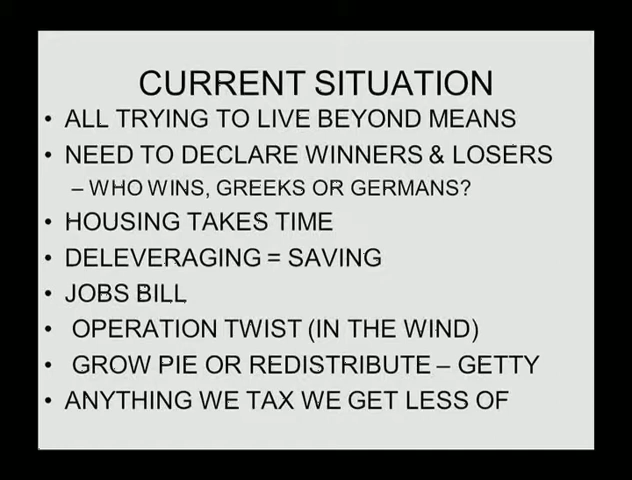 CURRENT SITUATION
• ALL TRYING TO LIVE BEYOND MEANS
• NEED TO DECLARE WINNERS & LOSERS
– WHO WINS, GREEKS OR GERMANS?
• HOUSING TAKES TIME
• DELEVERAGING = SAVING
• JOBS BILL
• OPERATION TWIST (IN THE WIND)
• GROW PIE OR REDISTRIBUTE – GETTY
• ANYTHING WE TAX WE GET LESS OF